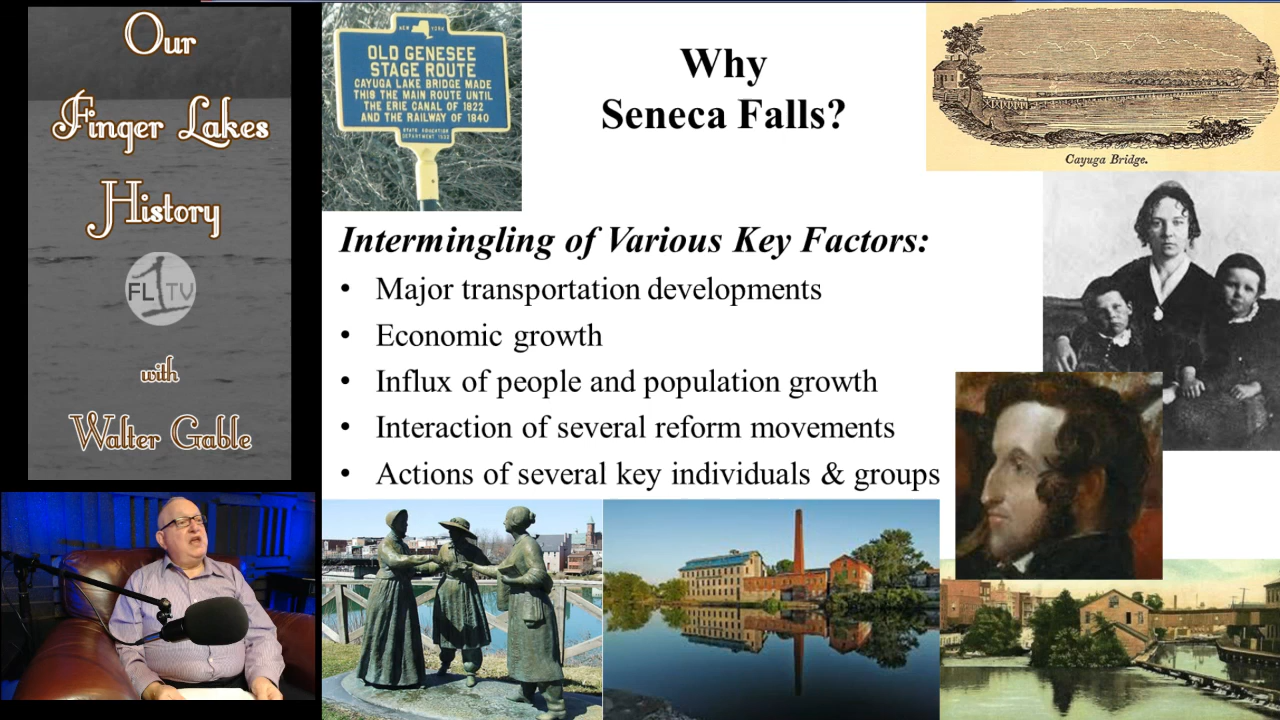 Our
Finger Lakes
History
FL1TV
with
Walter Gable
NEW YORK
OLD GENESEE
STAGE ROUTE
CAYUGA LAKE BRIDGE MADE
THIS THE MAIN ROUTE UNTIL
THE ERIE CANAL OF 1822
AND THE RAILWAY OF 1840
STATE EDUCATION
DEPARTMENT 1932
Why
Seneca Falls?
Cayuga Bridge.
Intermingling of Various Key Factors:
• Major transportation developments
• Economic growth
• Influx of people and population growth
• Interaction of several reform movements
• Actions of several key individuals & groups